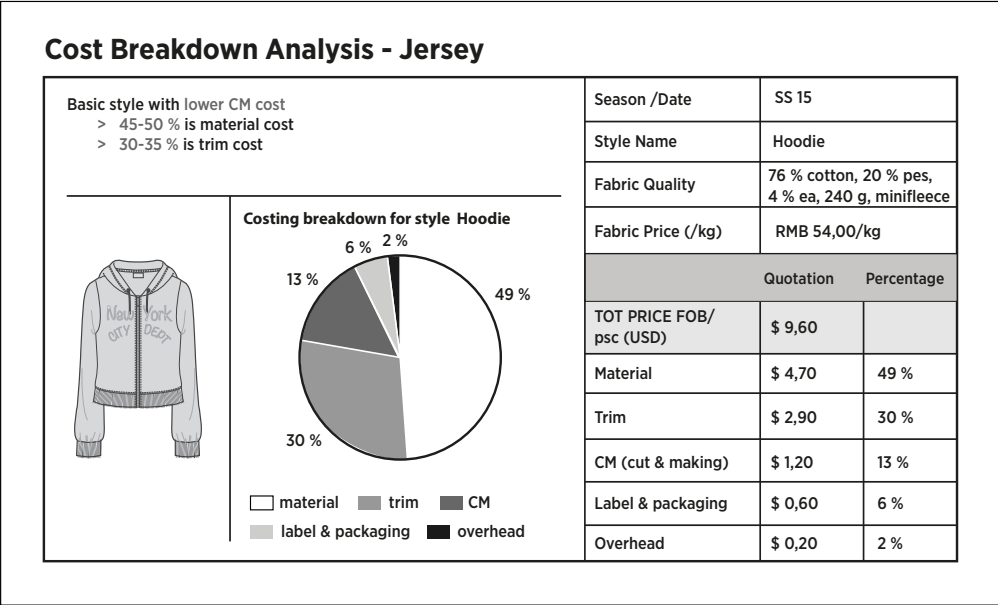 Cost Breakdown Analysis - Jersey
Basic style with lower CM cost
> 45-50 % is material cost
> 30-35 % is trim cost
New York
CITY DEPT
Costing breakdown for style Hoodie
6 % 2 %
13 %
49 %
30 %
material trim CM
label & packaging overhead
Season /Date SS 15
Style Name Hoodie
Fabric Quality 76 % cotton, 20 % pes,
4 % ea, 240 g, minifleece
Fabric Price (/kg) RMB 54,00/kg
Quotation Percentage
TOT PRICE FOB/
psc (USD) $ 9,60
Material $ 4,70 49 %
Trim $ 2,90 30 %
CM (cut & making) $ 1,20 13 %
Label & packaging $ 0,60 6 %
Overhead $ 0,20 2 %